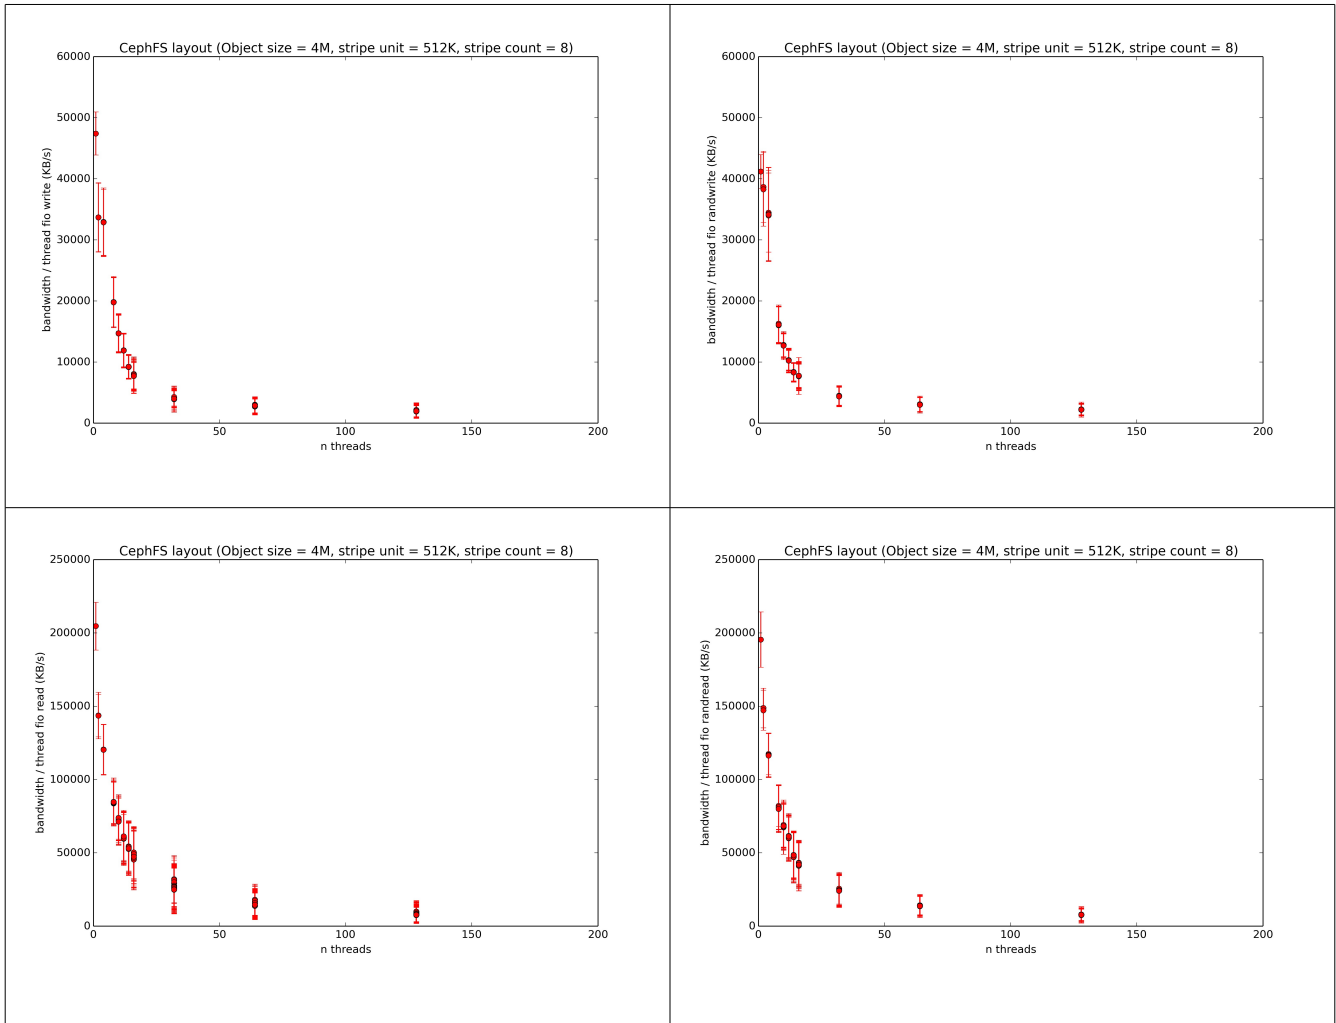 CephFS layout (Object size = 4M, stripe unit = 512K, stripe count = 8)
60000
50000
40000
30000
20000
10000
0
bandwidth / thread fio write (KB/s)
0 50 100 150 200
n threads
CephFS layout (Object size = 4M, stripe unit = 512K, stripe count = 8)
60000
50000
40000
30000
20000
10000
0
bandwidth / thread fio randwrite (KB/s)
0 50 100 150 200
n threads
CephFS layout (Object size = 4M, stripe unit = 512K, stripe count = 8)
250000
200000
150000
100000
50000
0
bandwidth / thread fio read (KB/s)
0 50 100 150 200
n threads
CephFS layout (Object size = 4M, stripe unit = 512K, stripe count = 8)
250000
200000
150000
100000
50000
0
bandwidth / thread fio randread (KB/s)
0 50 100 150 200
n threads